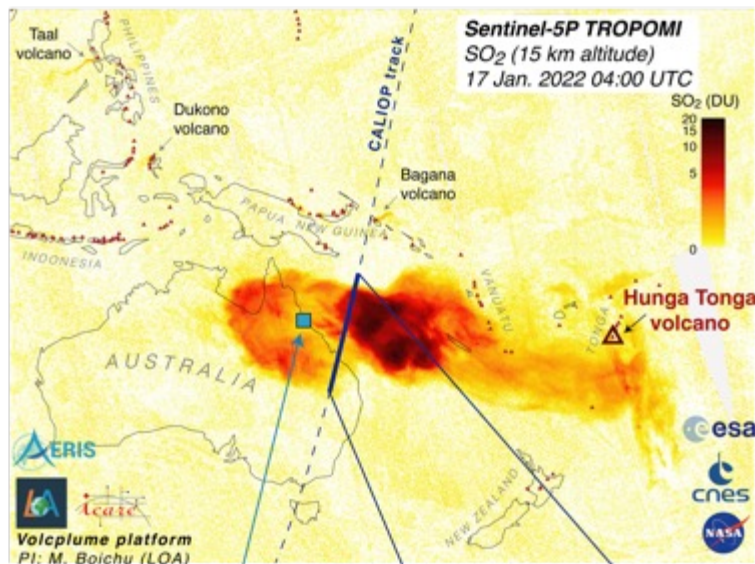 Taal
volcano
PHILIPPINES
Dukono
volcano
CALIOP track
Sentinel-5P TROPOMI
SO₂ (15 km altitude)
17 Jan. 2022 04:00 UTC
SO₂ (DU)
20
15
10
5
0
Bagana
volcano
PAPUA NEW GUINEA
INDONESIA
VANUATU
TONGA
Hunga Tonga
volcano
AUSTRALIA
AERIS
esa
cnes
NASA
NEW ZEALAND
LOA
icare
Volcplume platform
PI: M. Boichu (LOA)